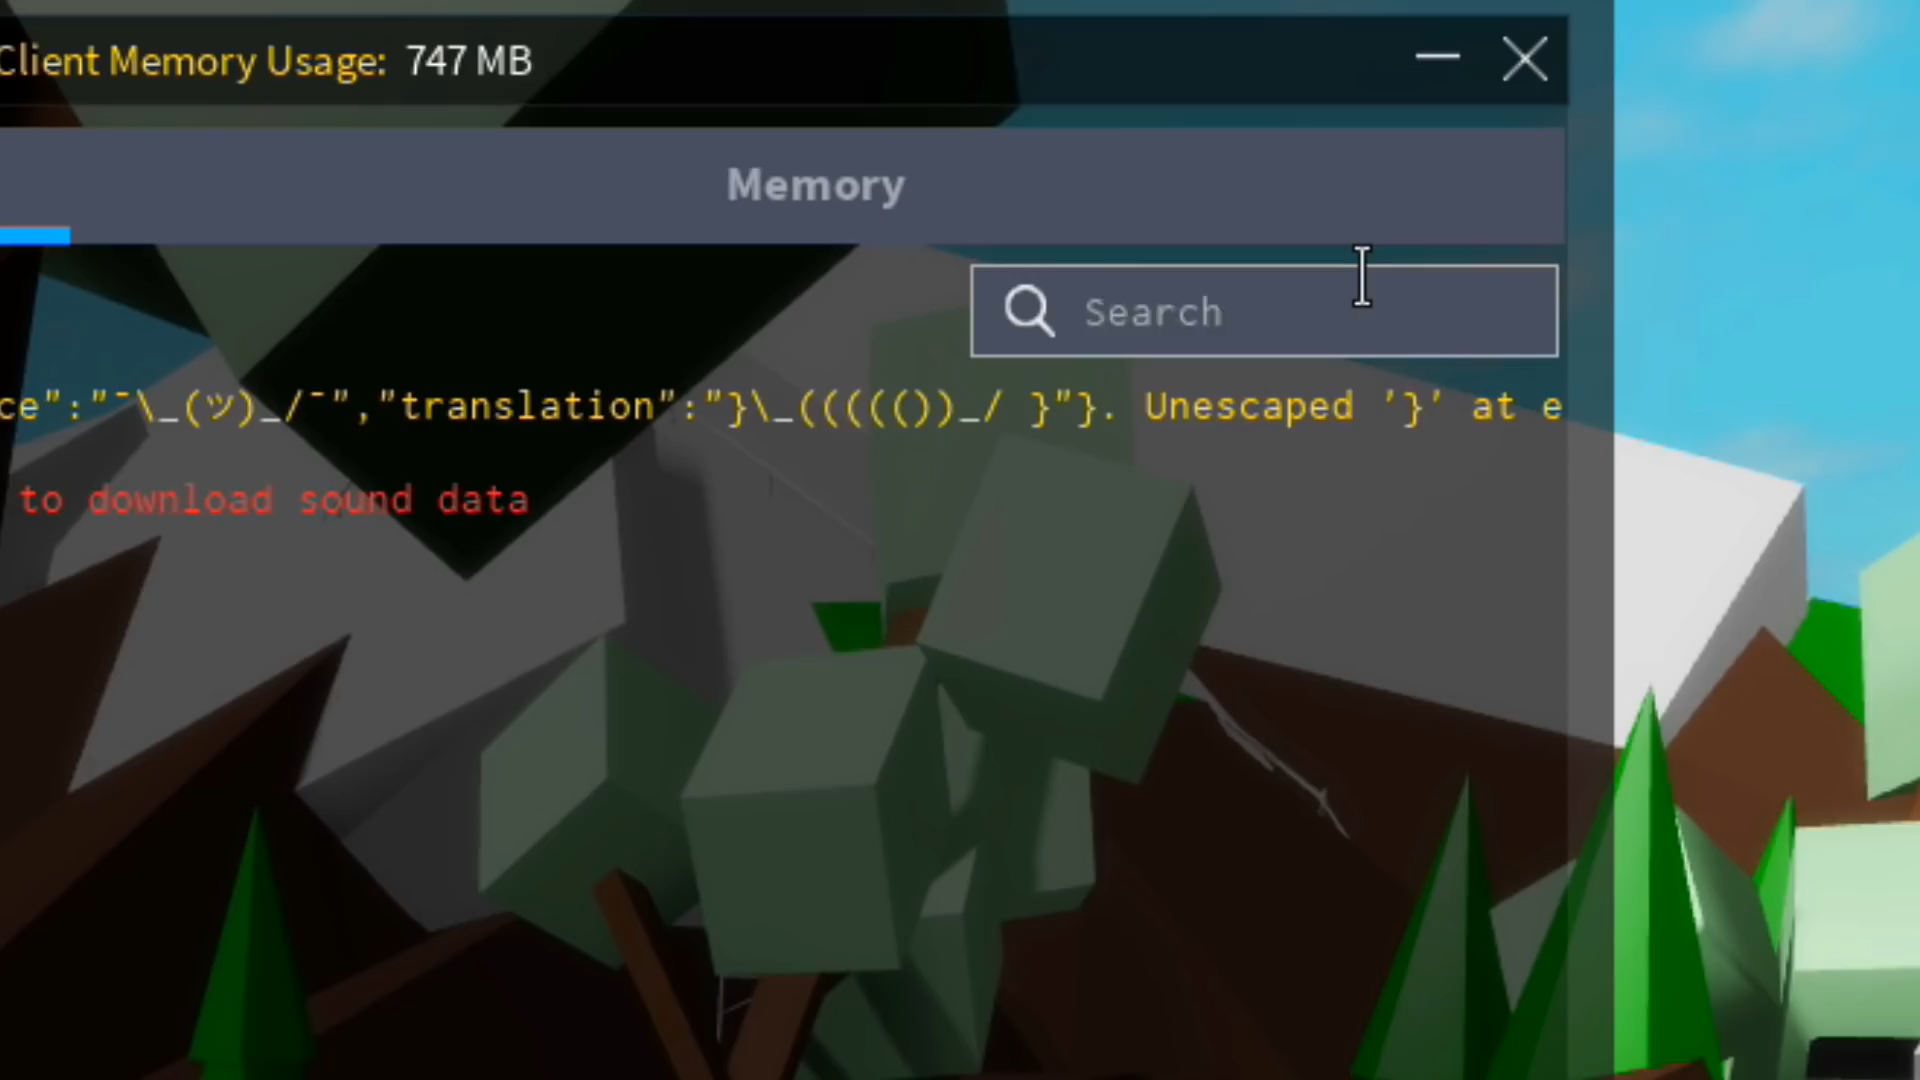 Client Memory Usage: 747 MB
Memory
Search
ce":"¯\_(ツ)_/¯","translation":"}\_((((())_/ }"}. Unescaped '}' at e
to download sound data